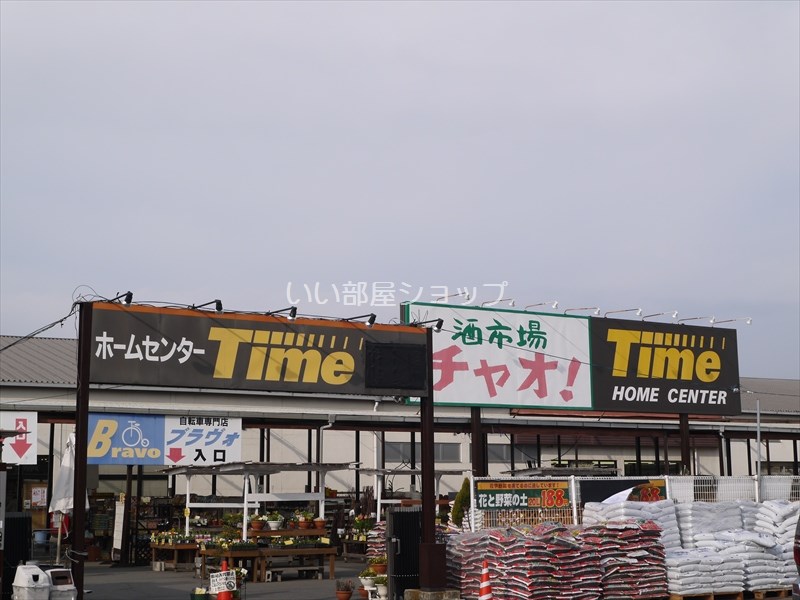 いい部屋ショップ
ホームセンター Time
酒市場
チャオ!
Time
HOME CENTER
入口
Bravo
自転車専門店
ブラヴォ
入口
花と野菜の土
188